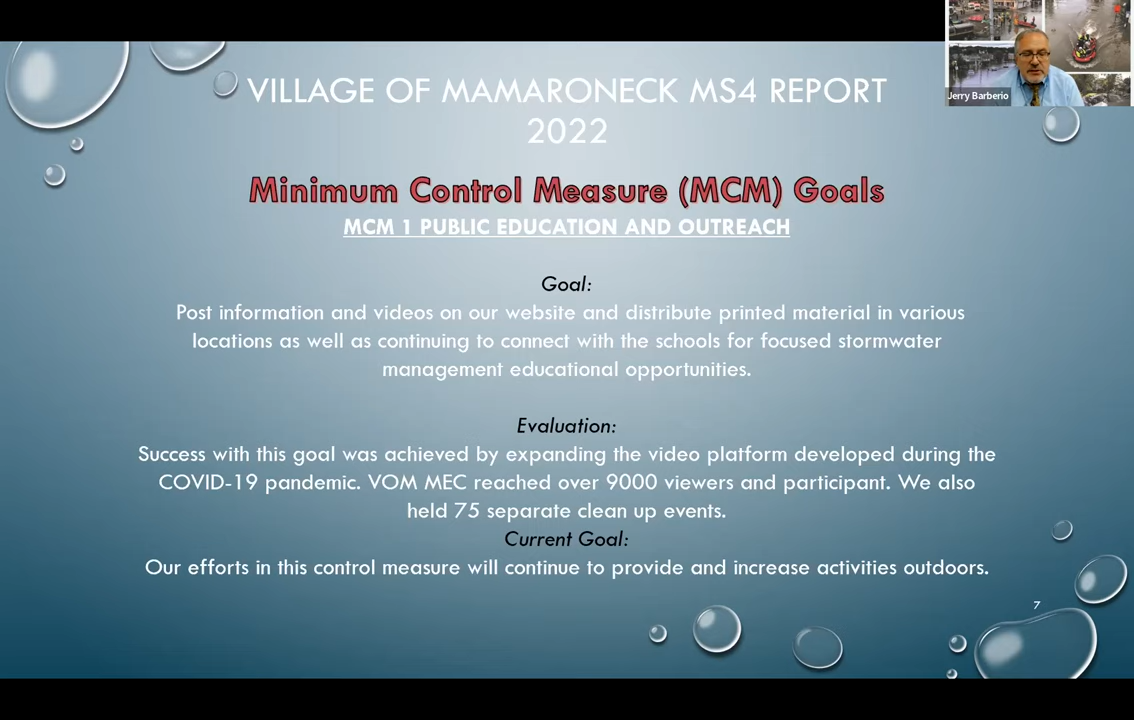 VILLAGE OF MAMARONECK MS4 REPORT
2022
Minimum Control Measure (MCM) Goals
MCM 1 PUBLIC EDUCATION AND OUTREACH
Goal:
Post information and videos on our website and distribute printed material in various
locations as well as continuing to connect with the schools for focused stormwater
management educational opportunities.
Evaluation:
Success with this goal was achieved by expanding the video platform developed during the
COVID-19 pandemic. VOM MEC reached over 9000 viewers and participant. We also
held 75 separate clean up events.
Current Goal:
Our efforts in this control measure will continue to provide and increase activities outdoors.
7
Jerry Barberio